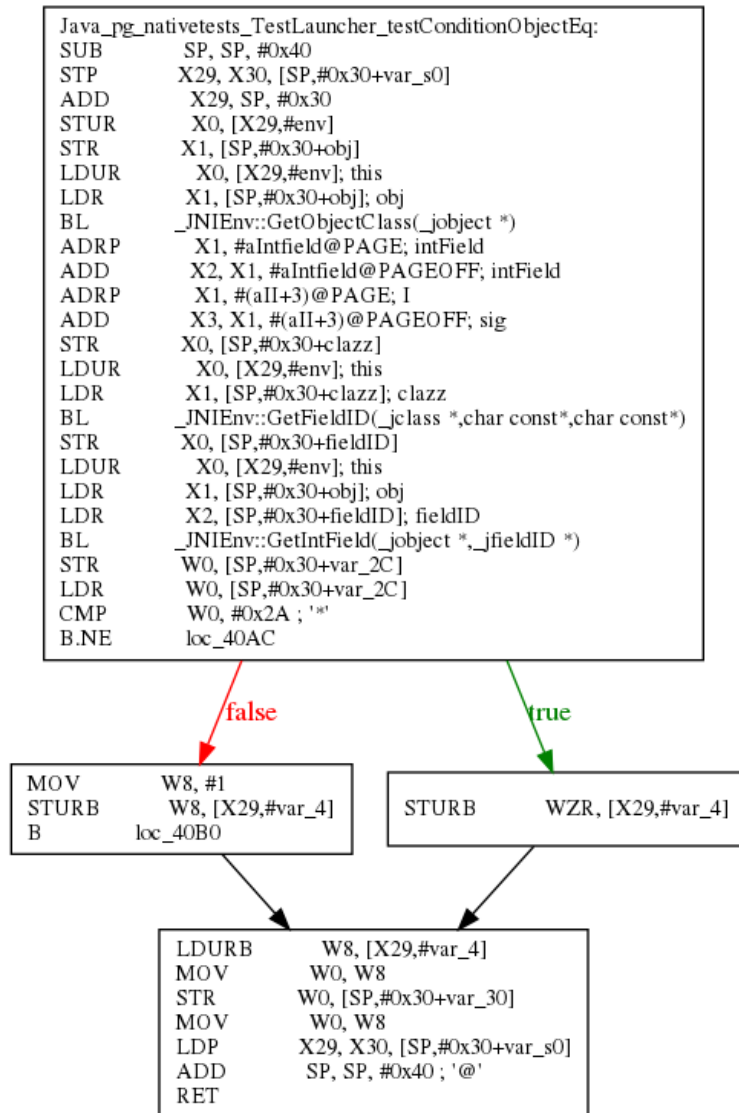 Java_pg_nativetests_TestLauncher_testConditionObjectEq:
SUB SP, SP, #0x40
STP X29, X30, [SP,#0x30+var_s0]
ADD X29, SP, #0x30
STUR X0, [X29,#env]
STR X1, [SP,#0x30+obj]
LDUR X0, [X29,#env]; this
LDR X1, [SP,#0x30+obj]; obj
BL _JNIEnv::GetObjectClass(_jobject *)
ADRP X1, #aIntfield@PAGE; intField
ADD X2, X1, #aIntfield@PAGEOFF; intField
ADRP X1, #(aII+3)@PAGE; I
ADD X3, X1, #(aII+3)@PAGEOFF; sig
STR X0, [SP,#0x30+clazz]
LDUR X0, [X29,#env]; this
LDR X1, [SP,#0x30+clazz]; clazz
BL _JNIEnv::GetFieldID(_jclass *,char const*,char const*)
STR X0, [SP,#0x30+fieldID]
LDUR X0, [X29,#env]; this
LDR X1, [SP,#0x30+obj]; obj
LDR X2, [SP,#0x30+fieldID]; fieldID
BL _JNIEnv::GetIntField(_jobject *,_jfieldID *)
STR W0, [SP,#0x30+var_2C]
LDR W0, [SP,#0x30+var_2C]
CMP W0, #0x2A ; '*'
B.NE loc_40AC
false
true
MOV W8, #1
STURB W8, [X29,#var_4]
B loc_40B0
STURB WZR, [X29,#var_4]
LDURB W8, [X29,#var_4]
MOV W0, W8
STR W0, [SP,#0x30+var_30]
MOV W0, W8
LDP X29, X30, [SP,#0x30+var_s0]
ADD SP, SP, #0x40 ; '@'
RET